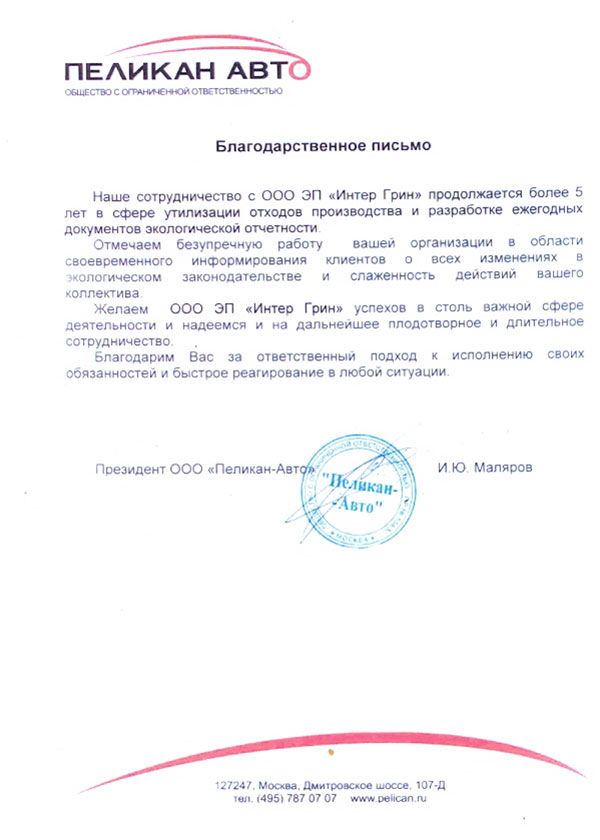 ПЕЛИКАН АВТО
ОБЩЕСТВО С ОГРАНИЧЕННОЙ ОТВЕТСТВЕННОСТЬЮ
Благодарственное письмо
Наше сотрудничество с ООО ЭП «Интер Грин» продолжается более 5
лет в сфере утилизации отходов производства и разработке ежегодных
документов экологической отчетности.
Отмечаем безупречную работу вашей организации в области
своевременного информирования клиентов о всех изменениях в
экологическом законодательстве и слаженность действий вашего
коллектива.
Желаем ООО ЭП «Интер Грин» успехов в столь важной сфере
деятельности и надеемся и на дальнейшее плодотворное и длительное
сотрудничество.
Благодарим Вас за ответственный подход к исполнению своих
обязанностей и быстрое реагирование в любой ситуации.
Президент ООО «Пеликан-Авто» И.Ю. Маляров
"Пеликан-
-Авто"
МОСКВА
127247, Москва, Дмитровское шоссе, 107-Д
тел. (495) 787 07 07 www.pelican.ru